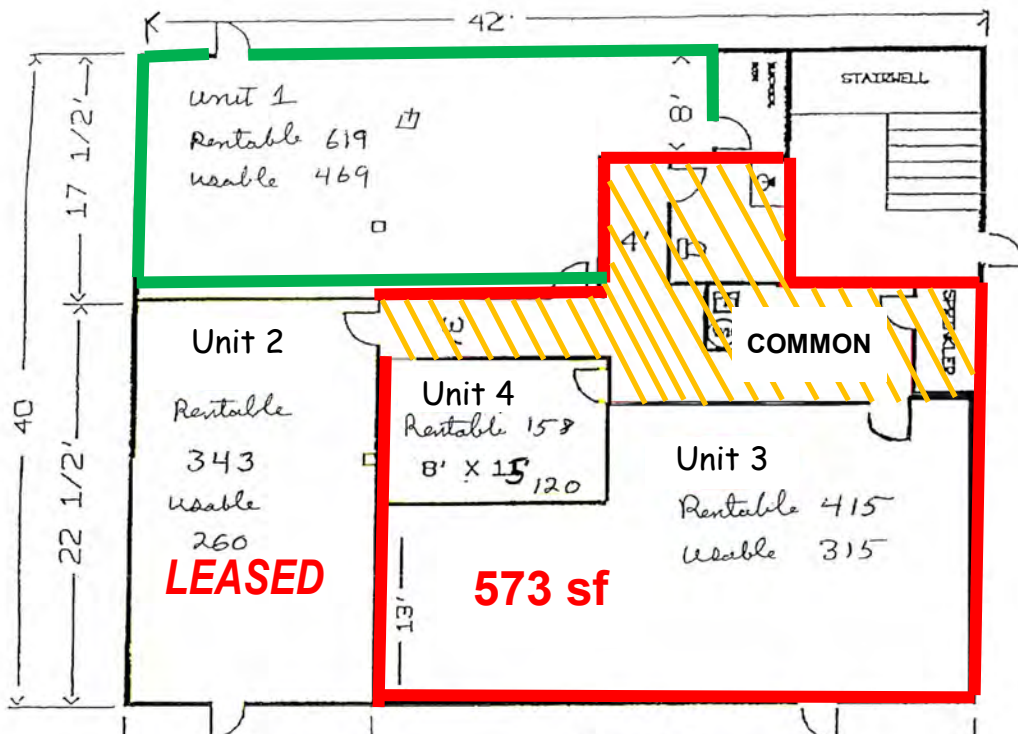 42'
STAIRWELL
Unit 1
Rentable 619
Usable 469
8'
17 1/2'
4'
40
3'
COMMON
SPRINKLER
Unit 2
Rentable
343
Usable
260
LEASED
22 1/2'
Unit 4
Rentable 158
8' X 15
120
Unit 3
Rentable 415
Usable 315
573 sf
13'